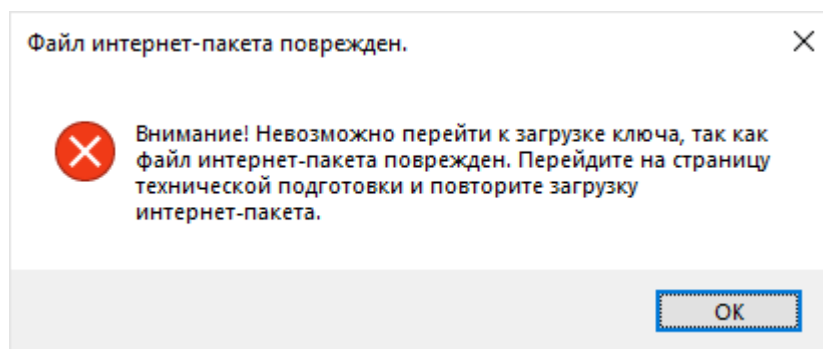 Файл интернет-пакета поврежден.
Внимание! Невозможно перейти к загрузке ключа, так как
файл интернет-пакета поврежден. Перейдите на страницу
технической подготовки и повторите загрузку
интернет-пакета.
ОК